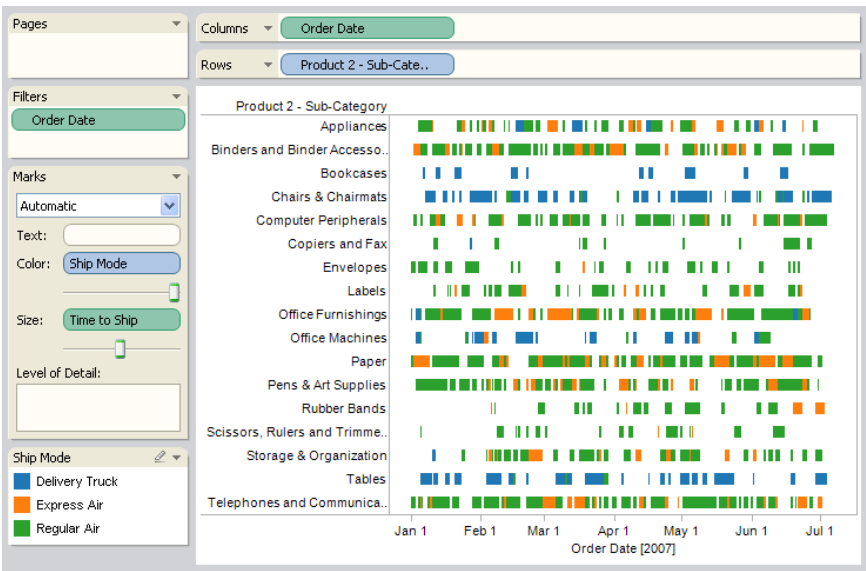 Pages
Columns
Order Date
Rows
Product 2 - Sub-Cate..
Filters
Order Date
Marks
Automatic
Text:
Color:
Ship Mode
Size:
Time to Ship
Level of Detail:
Ship Mode
Delivery Truck
Express Air
Regular Air
Product 2 - Sub-Category
Appliances
Binders and Binder Accesso..
Bookcases
Chairs & Chairmats
Computer Peripherals
Copiers and Fax
Envelopes
Labels
Office Furnishings
Office Machines
Paper
Pens & Art Supplies
Rubber Bands
Scissors, Rulers and Trimme..
Storage & Organization
Tables
Telephones and Communica..
Jan 1 Feb 1 Mar 1 Apr 1 May 1 Jun 1 Jul 1
Order Date [2007]